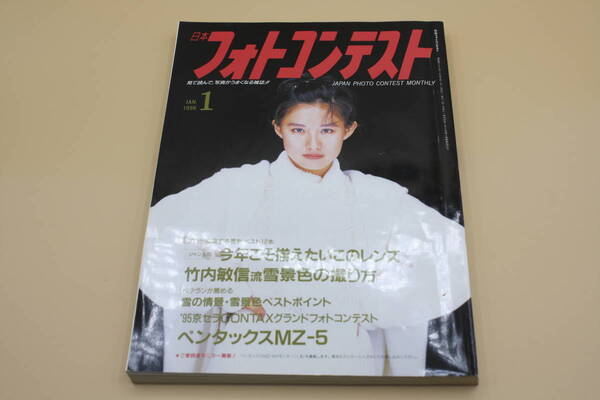 日本
フォトコンテスト
見て読んで、写真がうまくなる雑誌!!
JAPAN PHOTO CONTEST MONTHLY
JAN.
1996
1
今年こそ揃えたいこのレンズ
竹内敏信流雪景色の撮り方
ベテランが薦める
雪の情景・雪景色ベストポイント
'95京セラCONTAXグランドフォトコンテスト
ペンタックスMZ-5